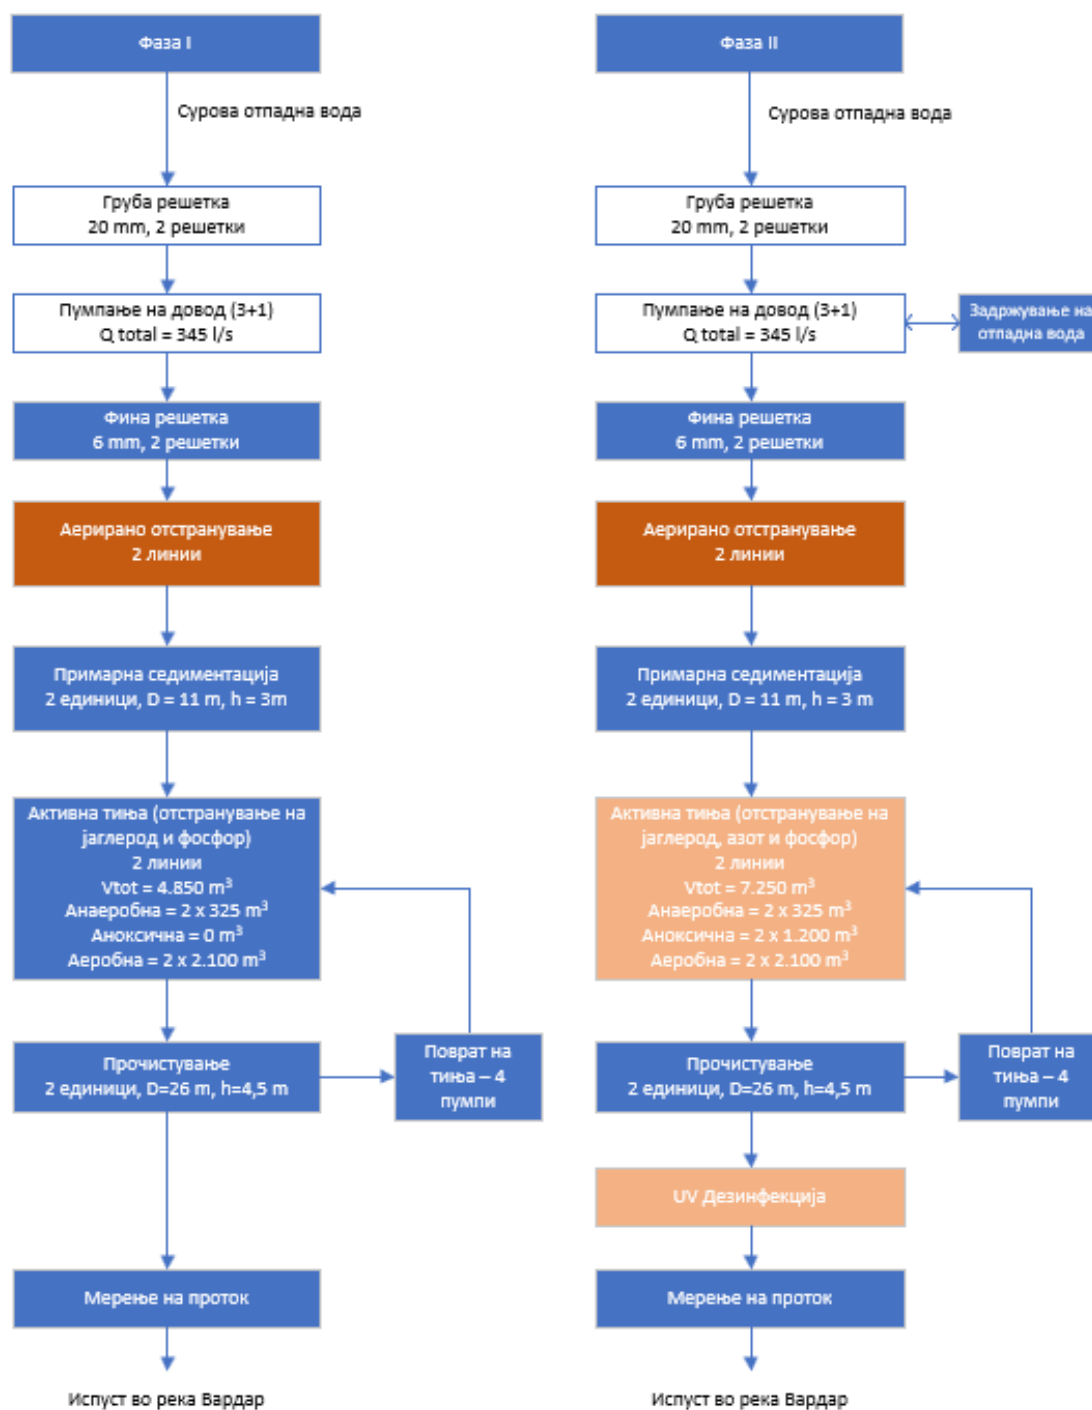 Фаза I
Сурова отпадна вода
Груба решетка
20 mm, 2 решетки
Пумпање на довод (3+1)
Q total = 345 l/s
Фина решетка
6 mm, 2 решетки
Аерирано отстранување
2 линии
Примарна седиментација
2 единици, D = 11 m, h = 3m
Активна тиња (отстранување на
јаглерод и фосфор)
2 линии
Vtot = 4.850 m³
Анаеробна = 2 x 325 m³
Аноксична = 0 m³
Аеробна = 2 x 2.100 m³
Прочистување
2 единици, D=26 m, h=4,5 m
Поврат на
тиња – 4
пумпи
Мерење на проток
Испуст во река Вардар
Фаза II
Сурова отпадна вода
Груба решетка
20 mm, 2 решетки
Пумпање на довод (3+1)
Q total = 345 l/s
Задржување на
отпадна вода
Фина решетка
6 mm, 2 решетки
Аерирано отстранување
2 линии
Примарна седиментација
2 единици, D = 11 m, h = 3 m
Активна тиња (отстранување на
јаглерод, азот и фосфор)
2 линии
Vtot = 7.250 m³
Анаеробна = 2 x 325 m³
Аноксична = 2 x 1.200 m³
Аеробна = 2 x 2.100 m³
Прочистување
2 единици, D=26 m, h=4,5 m
Поврат на
тиња – 4
пумпи
UV Дезинфекција
Мерење на проток
Испуст во река Вардар